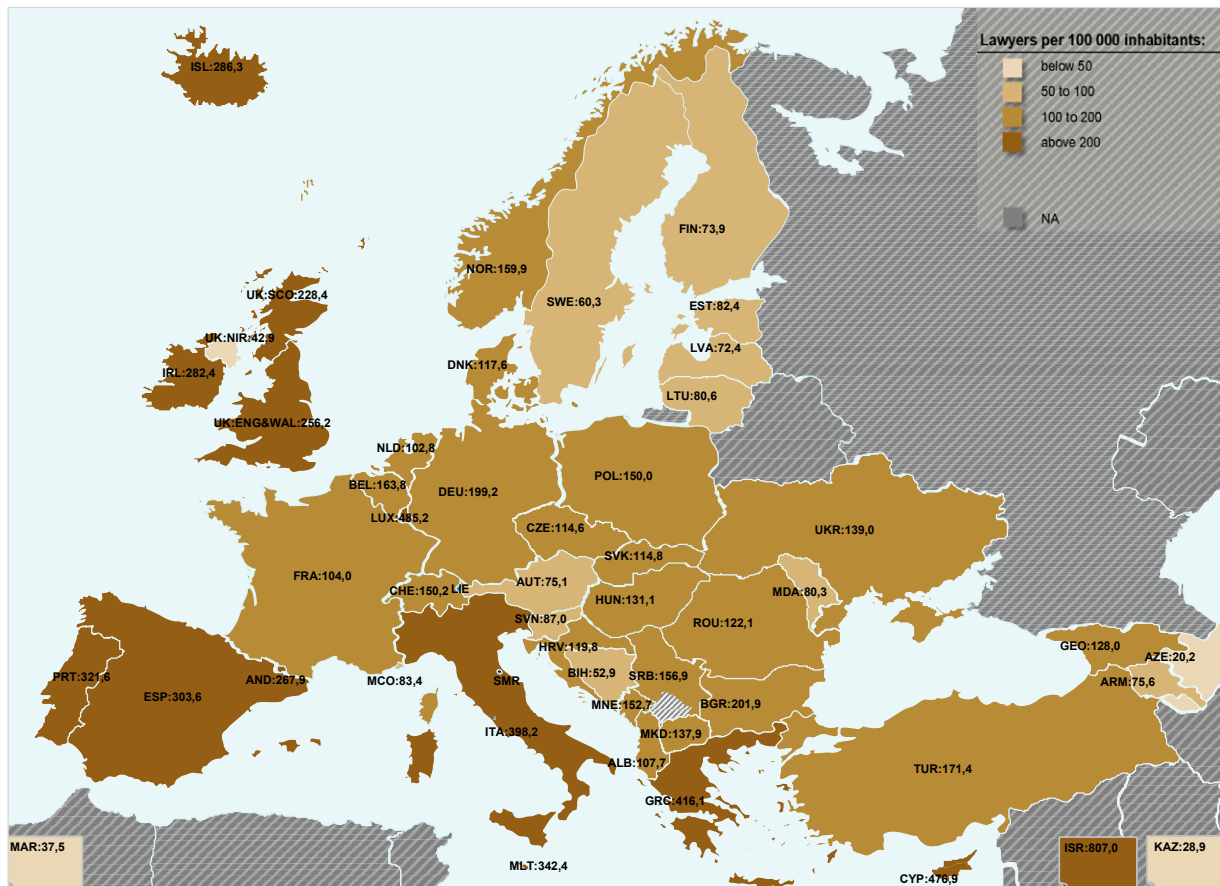 ISL:286,3
Lawyers per 100 000 inhabitants:
below 50
50 to 100
100 to 200
above 200
NA
FIN:73,9
NOR:159,9
SWE:60,3
UK:SCO:228,4
EST:82,4
UK:NIR:42,9
LVA:72,4
IRL:282,4
DNK:117,6
LTU:80,6
UK:ENG&WAL:256,2
NLD:102,8
BEL:163,8
DEU:199,2
POL:150,0
LUX:485,2
CZE:114,6
UKR:139,0
SVK:114,8
FRA:104,0
AUT:75,1
CHE:150,2
LIE
MDA:80,3
HUN:131,1
SVN:87,0
ROU:122,1
HRV:119,8
GEO:128,0
AZE:20,2
PRT:321,6
AND:267,9
MCO:83,4
SMR
BIH:52,9
SRB:156,9
ARM:75,6
ESP:303,6
MNE:152,7
BGR:201,9
ITA:398,2
MKD:137,9
ALB:107,7
TUR:171,4
GRC:416,1
MAR:37,5
ISR:807,0
KAZ:28,9
MLT:342,4
CYP:476,9